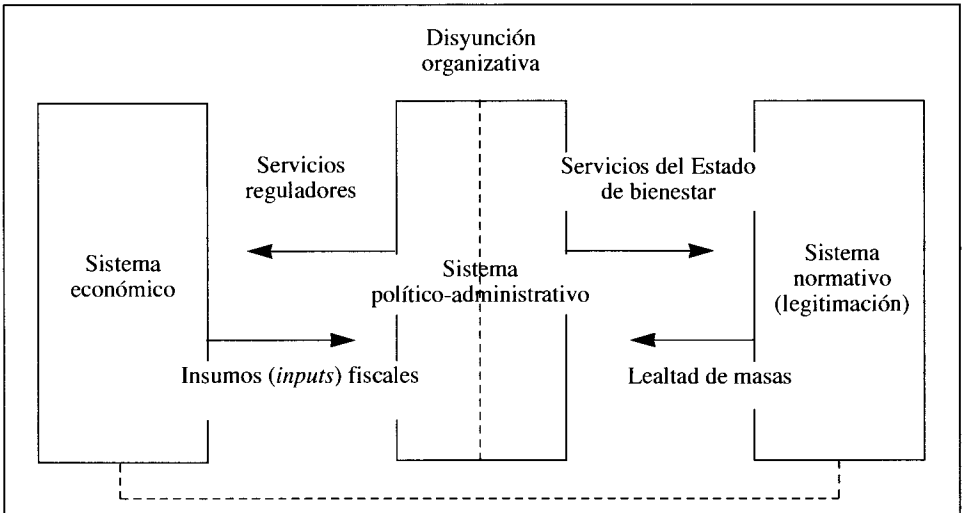 Disyunción
organizativa
Servicios
reguladores
Servicios del Estado
de bienestar
Sistema
económico
Sistema
político-administrativo
Sistema
normativo
(legitimación)
Insumos (inputs) fiscales
Lealtad de masas